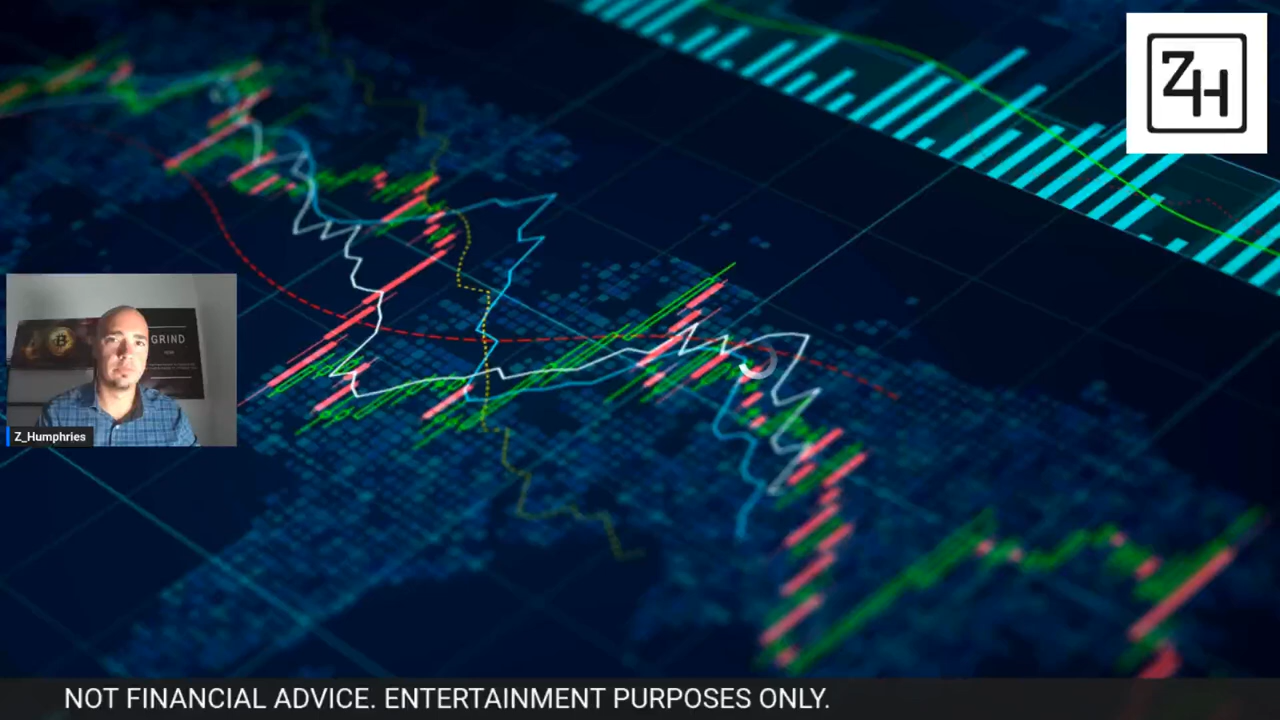 ZH
GRIND
Z_Humphries
NOT FINANCIAL ADVICE. ENTERTAINMENT PURPOSES ONLY.